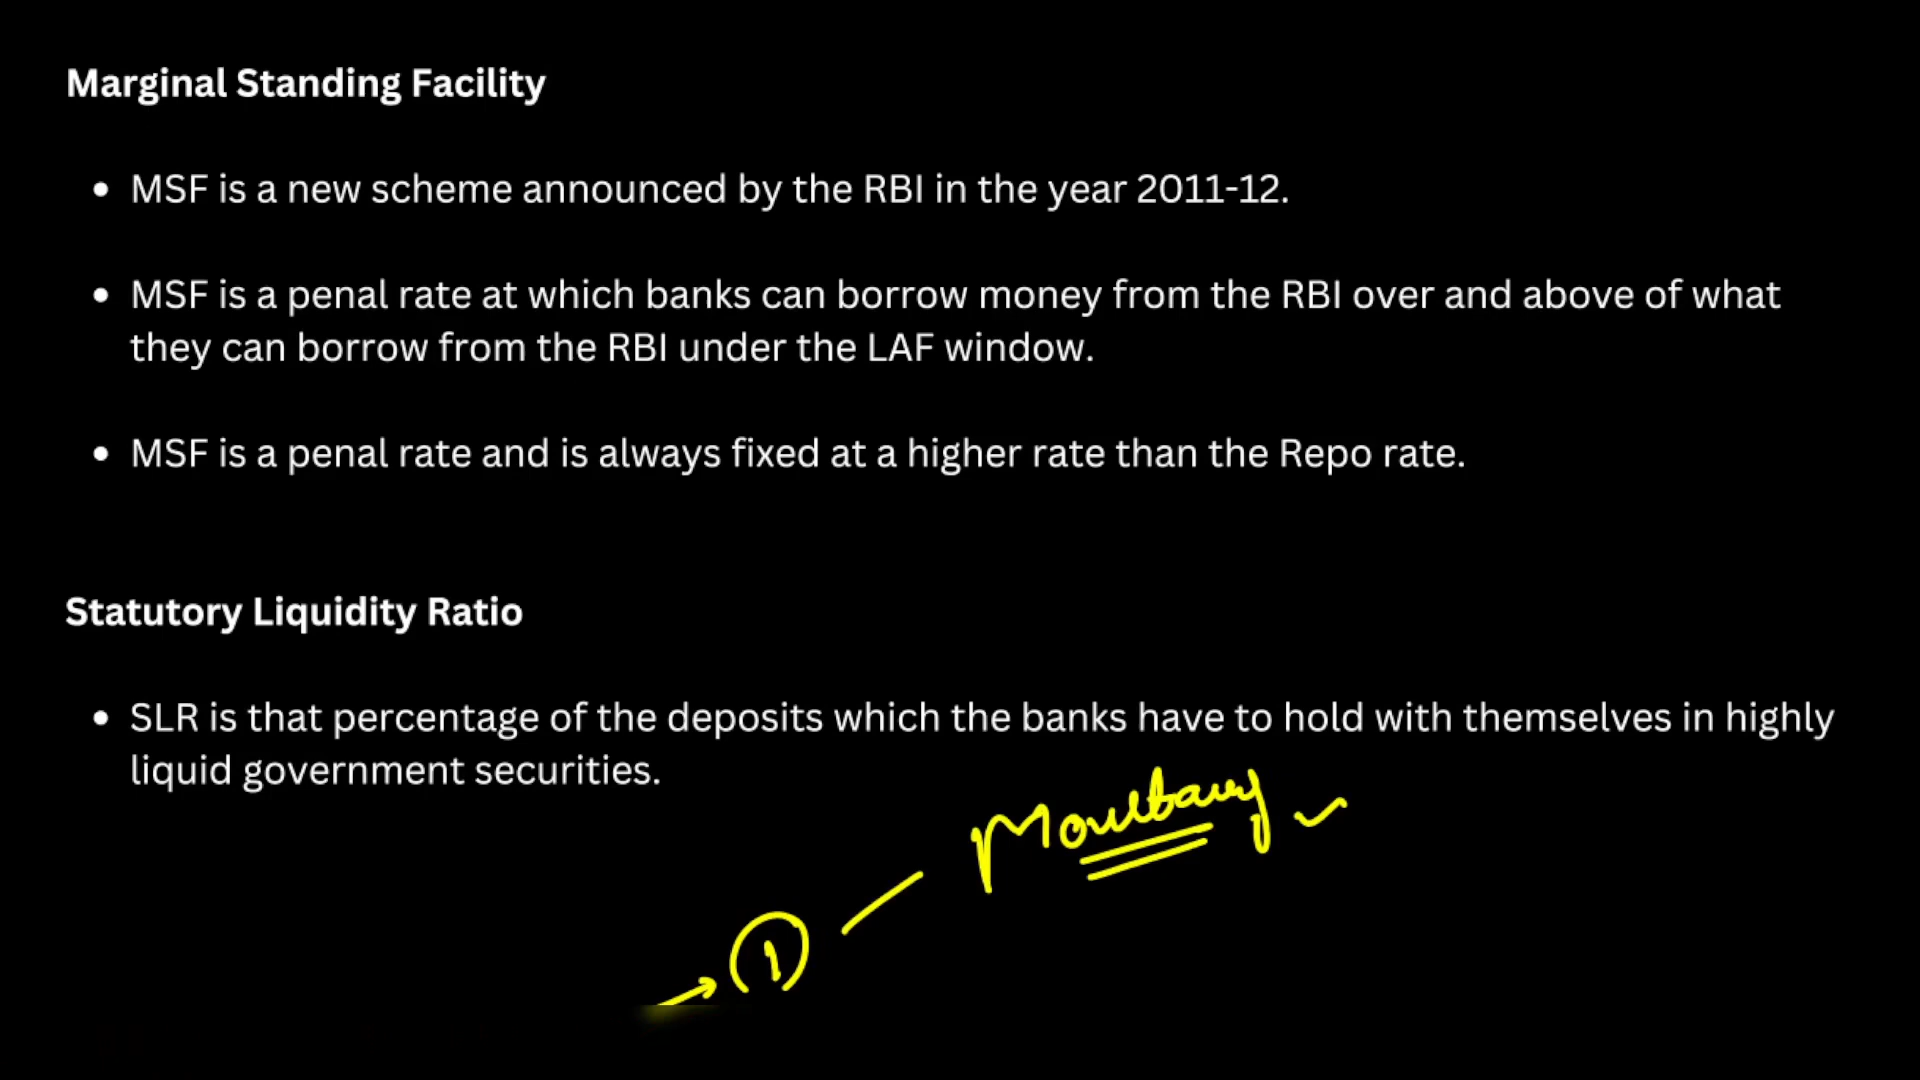 Marginal Standing Facility
• MSF is a new scheme announced by the RBI in the year 2011-12.
• MSF is a penal rate at which banks can borrow money from the RBI over and above of what
they can borrow from the RBI under the LAF window.
• MSF is a penal rate and is always fixed at a higher rate than the Repo rate.
Statutory Liquidity Ratio
• SLR is that percentage of the deposits which the banks have to hold with themselves in highly
liquid government securities.
Monetary
1